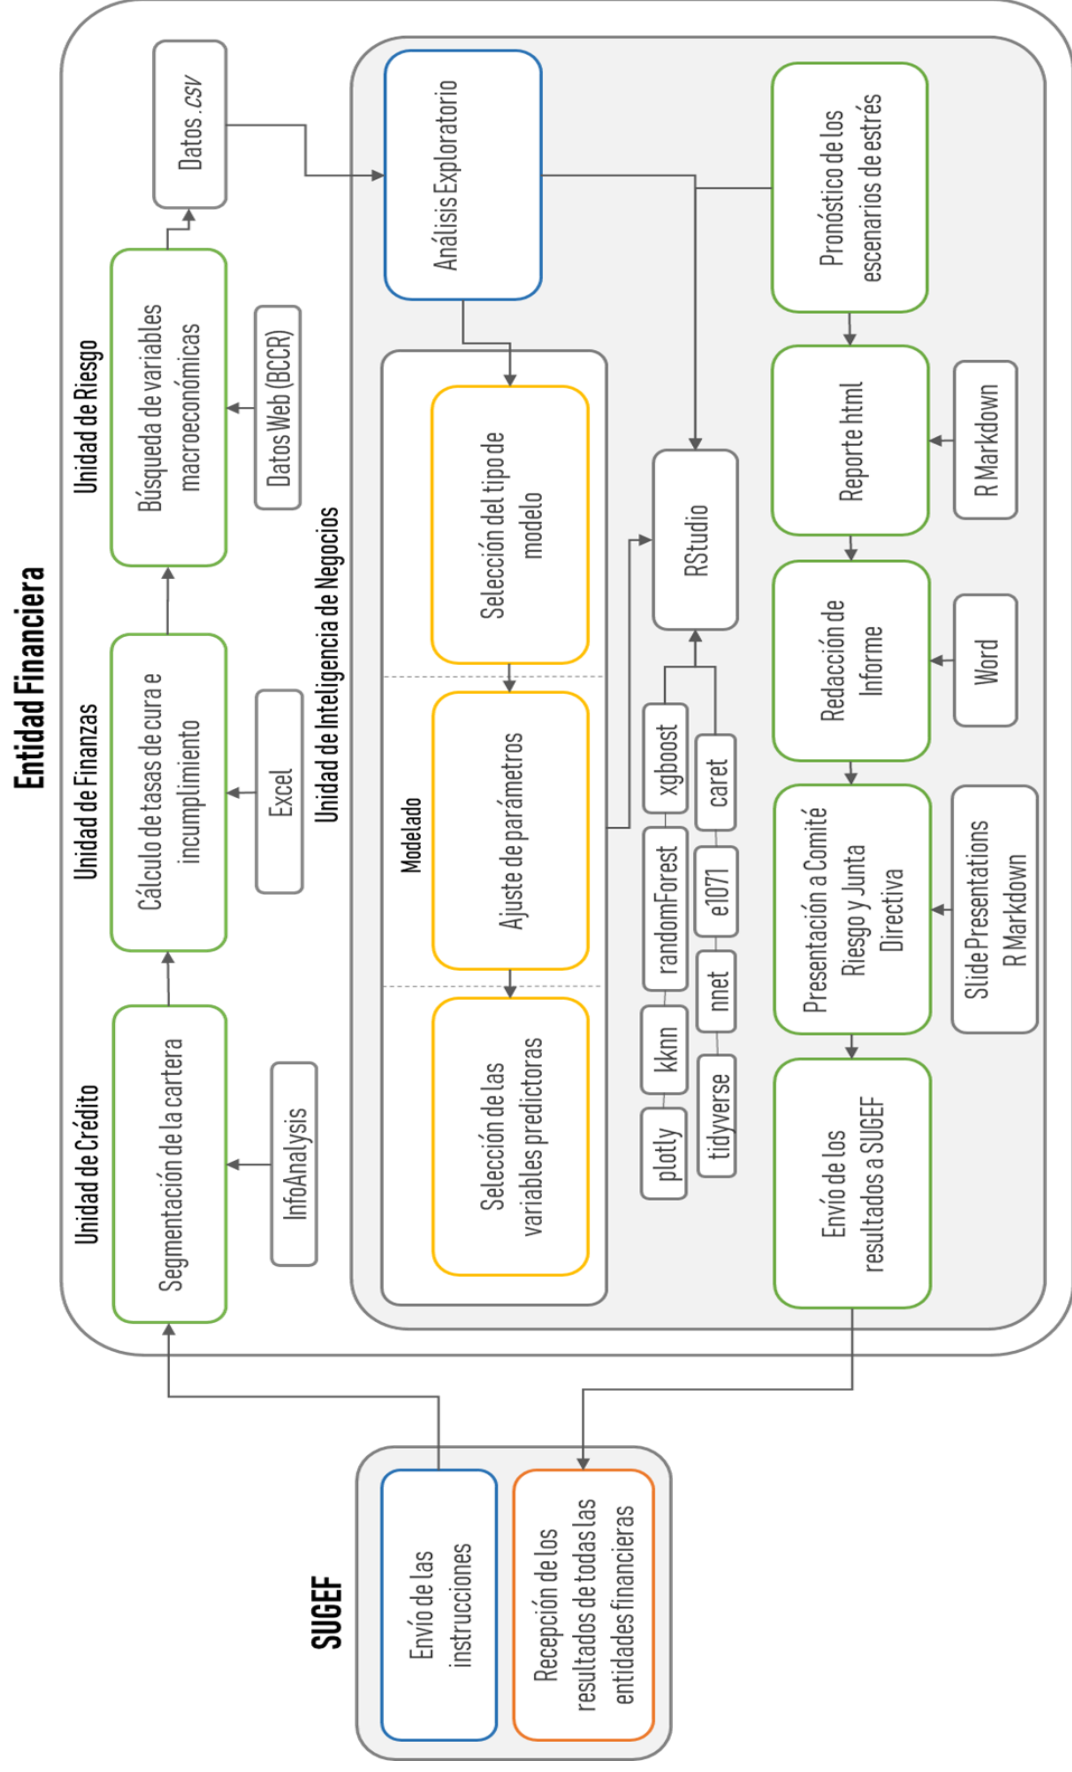 Entidad Financiera
SUGEF
Envío de las
instrucciones
Recepción de los
resultados de todas las
entidades financieras
Unidad de Crédito
Segmentación de la cartera
InfoAnalysis
Unidad de Finanzas
Cálculo de tasas de cura e
incumplimiento
Excel
Unidad de Riesgo
Búsqueda de variables
macroeconómicas
Datos Web (BCCR)
Datos .csv
Unidad de Inteligencia de Negocios
Análisis Exploratorio
Modelado
Selección de las
variables predictoras
Ajuste de parámetros
Selección del tipo de
modelo
plotly
kknn
randomForest
xgboost
tidyverse
nnet
e1071
caret
RStudio
Envío de los
resultados a SUGEF
Presentación a Comité
Riesgo y Junta
Directiva
Slide Presentations
R Markdown
Redacción de
Informe
Word
Reporte html
R Markdown
Pronóstico de los
escenarios de estrés